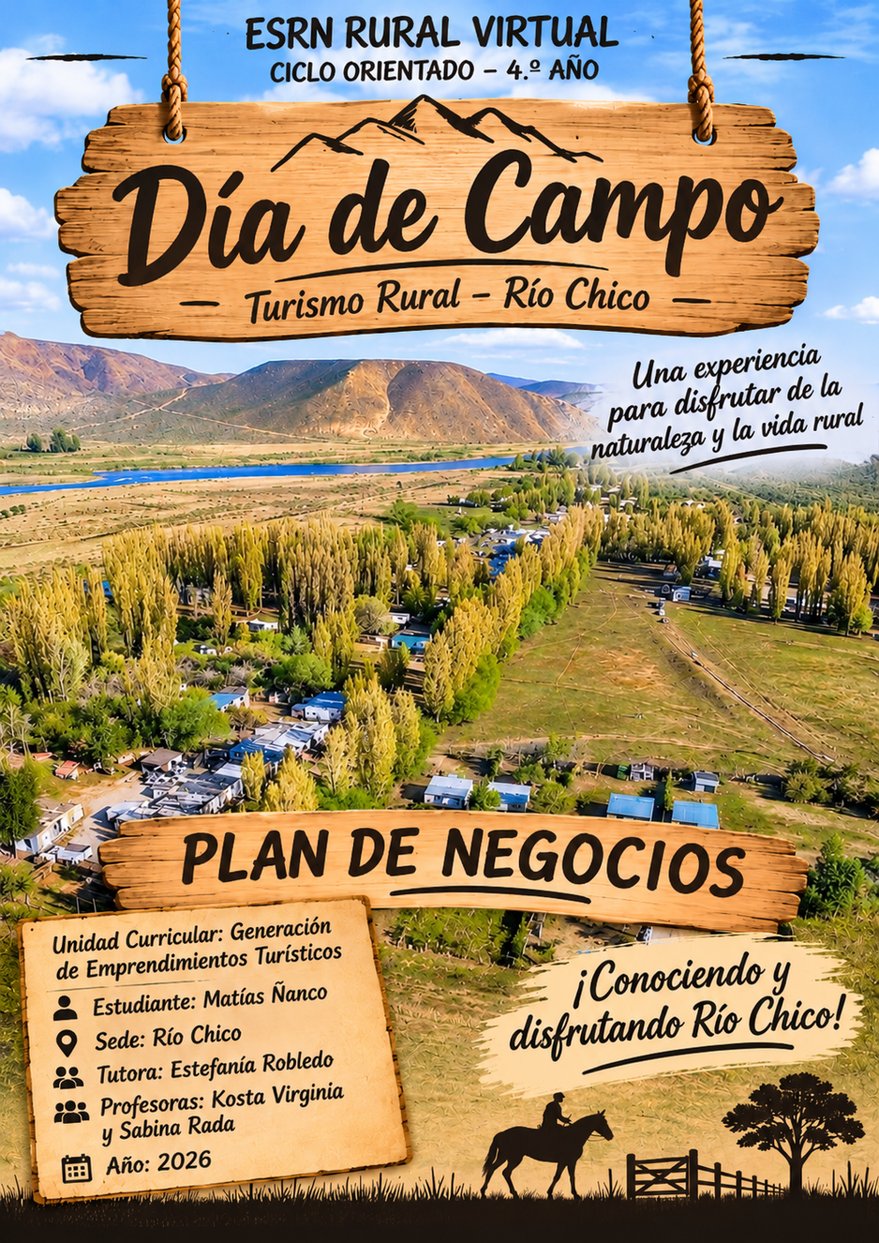 ESRN RURAL VIRTUAL
CICLO ORIENTADO – 4.º AÑO
Día de Campo
Turismo Rural – Río Chico
Una experiencia
para disfrutar de la
naturaleza y la vida rural
PLAN DE NEGOCIOS
Unidad Curricular: Generación
de Emprendimientos Turísticos
Estudiante: Matías Ñanco
Sede: Río Chico
Tutora: Estefanía Robledo
Profesoras: Kosta Virginia
y Sabina Rada
Año: 2026
¡Conociendo y
disfrutando Río Chico!